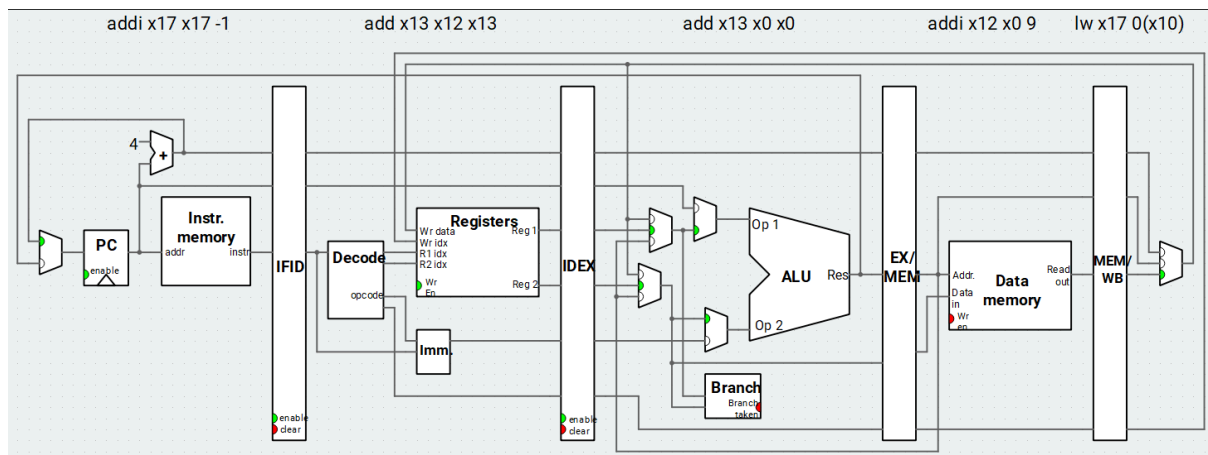 addi x17 x17 -1
add x13 x12 x13
add x13 x0 x0
addi x12 x0 9
lw x17 0(x10)
4
+
PC
enable
Instr.
memory
addr
instr
IFID
enable
clear
Decode
opcode
Registers
Wr data
Wr idx
R1 idx
R2 idx
Wr
En
Reg 1
Reg 2
Imm.
IDEX
enable
clear
Op 1
ALU
Res
Op 2
Branch
Branch
taken
EX/
MEM
Addr.
Data
in
Wr
en
Data
memory
Read
out
MEM/
WB